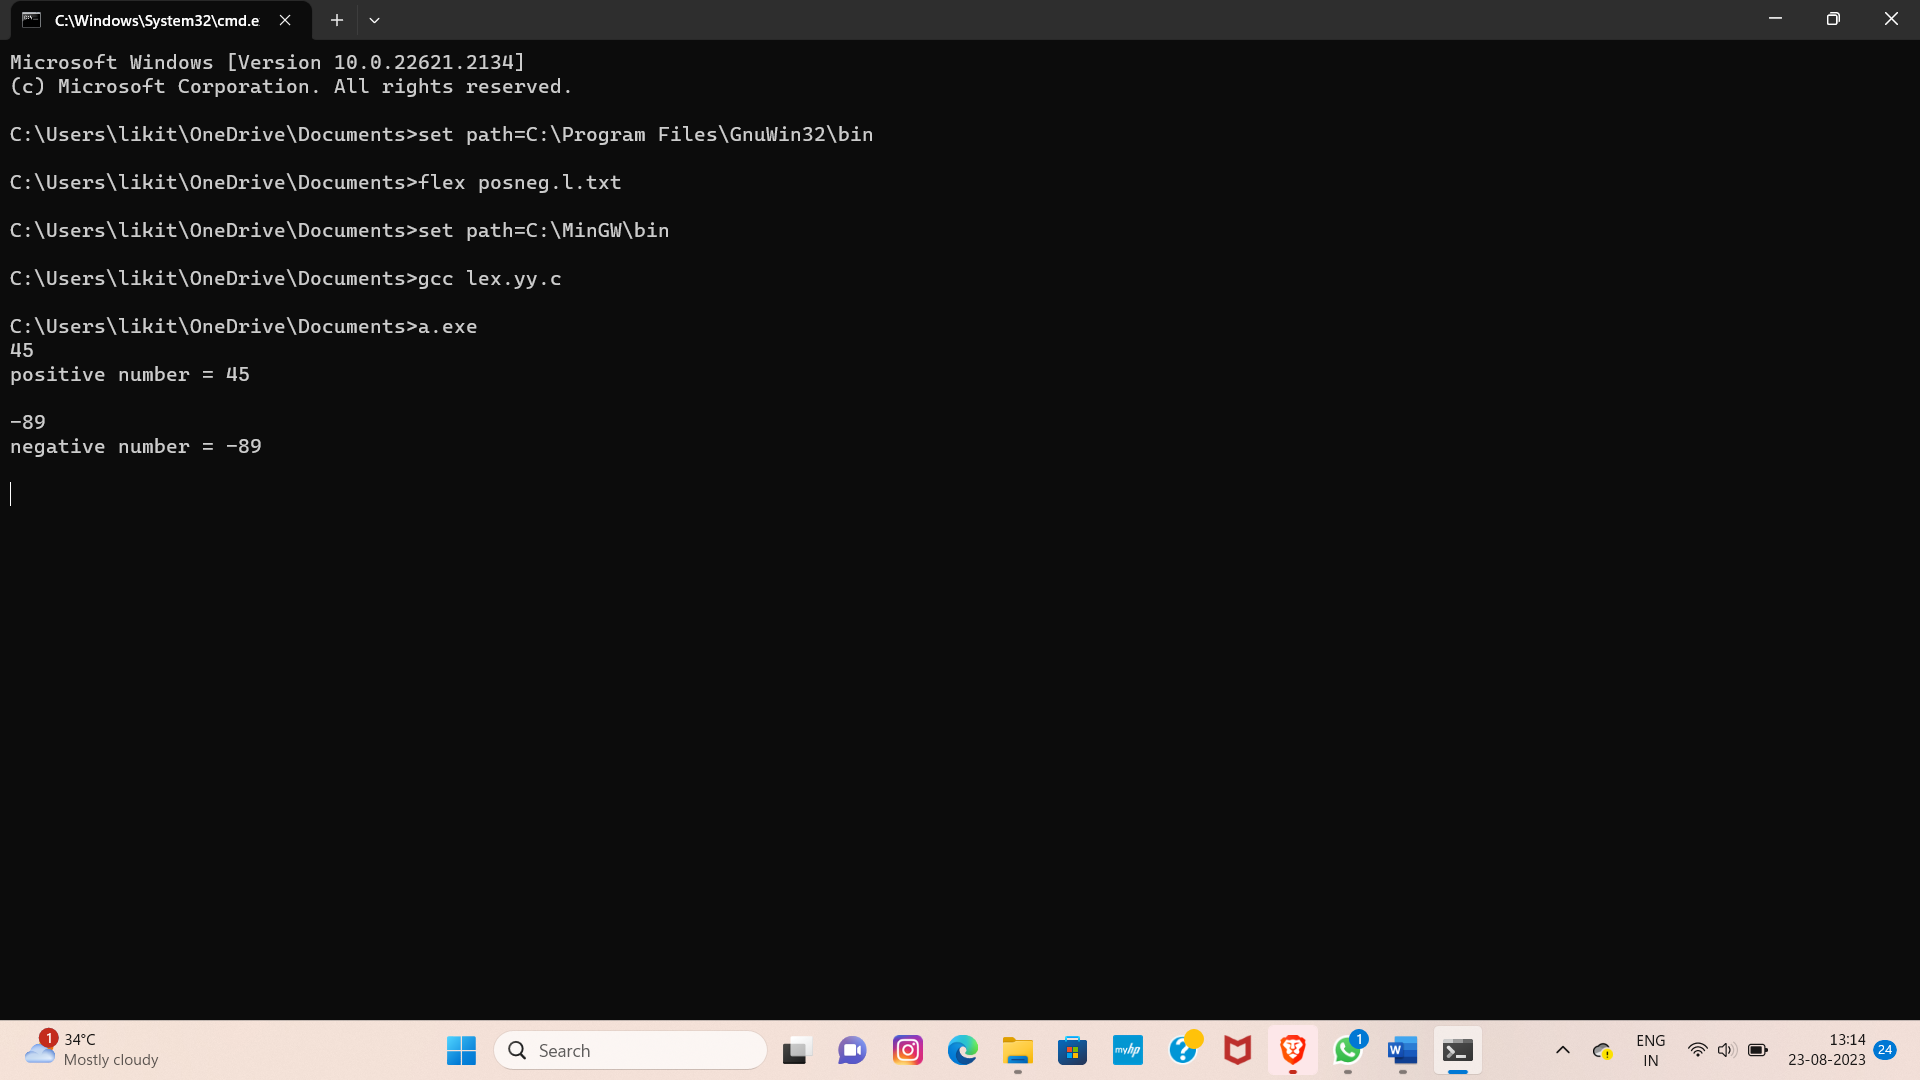 C:\Windows\System32\cmd.e
Microsoft Windows [Version 10.0.22621.2134]
(c) Microsoft Corporation. All rights reserved.
C:\Users\likit\OneDrive\Documents>set path=C:\Program Files\GnuWin32\bin
C:\Users\likit\OneDrive\Documents>flex posneg.l.txt
C:\Users\likit\OneDrive\Documents>set path=C:\MinGW\bin
C:\Users\likit\OneDrive\Documents>gcc lex.yy.c
C:\Users\likit\OneDrive\Documents>a.exe
45
positive number = 45
-89
negative number = -89
1
34°C
Mostly cloudy
Search
myhp
1
W
ENG
IN
13:14
23-08-2023
24